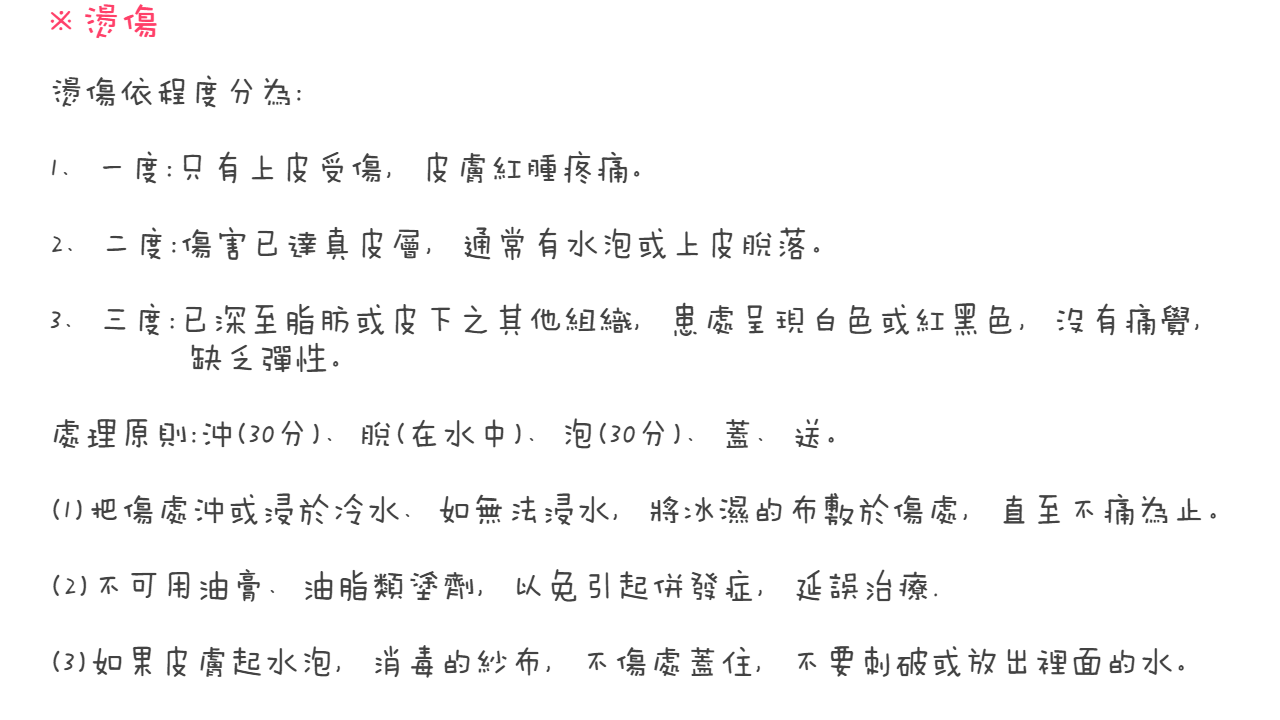 ※ 燙傷
燙傷依程度分為:
1、 一度:只有上皮受傷, 皮膚紅腫疼痛。
2、 二度:傷害已達真皮層, 通常有水泡或上皮脫落。
3、 三度:已深至脂肪或皮下之其他組織, 患處呈現白色或紅黑色, 沒有痛覺,
缺乏彈性。
處理原則:沖(30分)、脫(在水中)、泡(30分)、蓋、送。
(1)把傷處沖或浸於冷水、如無法浸水, 將冰濕的布敷於傷處, 直至不痛為止。
(2)不可用油膏、油脂類塗劑, 以免引起併發症, 延誤治療.
(3)如果皮膚起水泡, 消毒的紗布, 不傷處蓋住, 不要刺破或放出裡面的水。